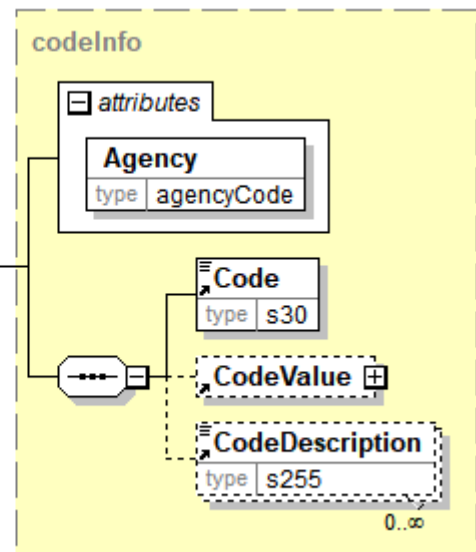 codeInfo
attributes
Agency
type agencyCode
Code
type s30
CodeValue
CodeDescription
type s255
0..∞